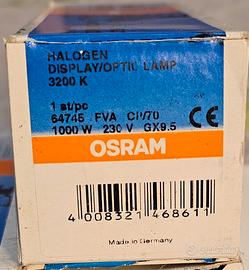 HALOGEN
DISPLAY/OPTIC LAMP
3200 K
1 st/pc
64745 FVA CP/70
1000 W 230 V GX9.5
CE
OSRAM
4 008321 468611
Made in Germany